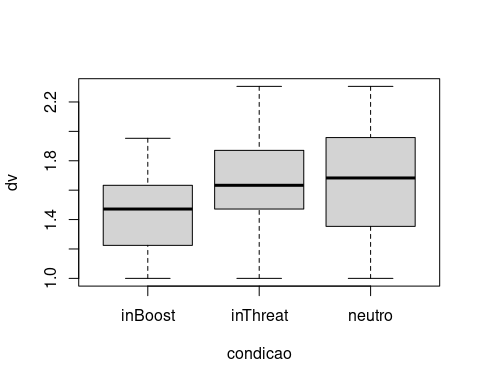 dv
2.2
1.8
1.4
1.0
inBoost inThreat neutro
condicao